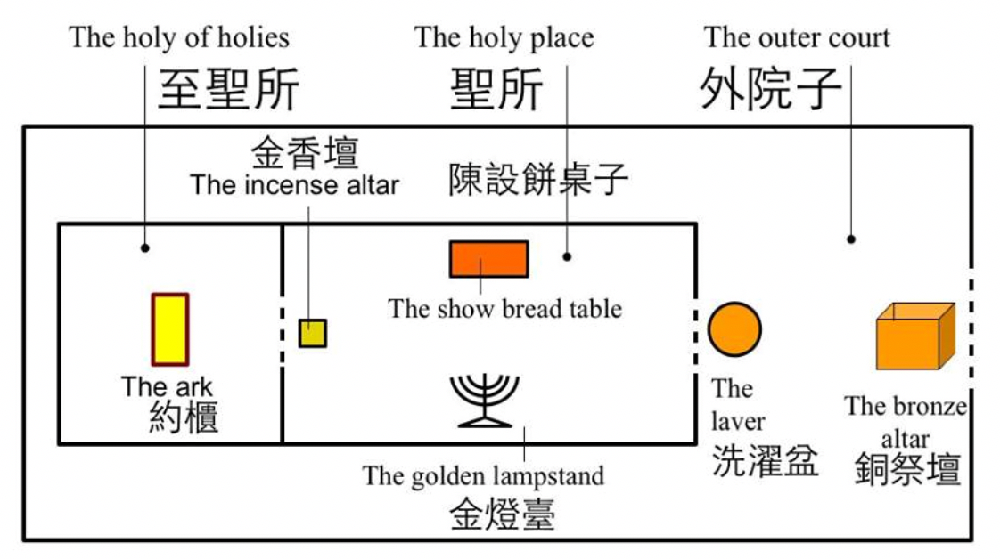 The holy of holies
至聖所
The holy place
聖所
The outer court
外院子
金香壇
The incense altar
陳設餅桌子
The show bread table
The ark
約櫃
The golden lampstand
金燈臺
The
laver
洗濯盆
The bronze
altar
銅祭壇